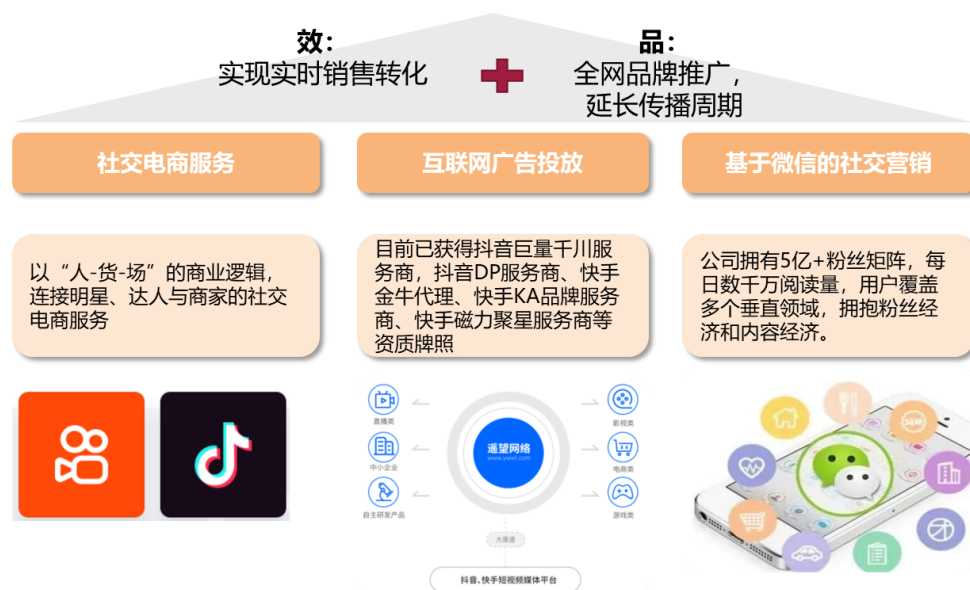 效：
实现实时销售转化
品：
全网品牌推广，
延长传播周期
社交电商服务
互联网广告投放
基于微信的社交营销
以“人-货-场”的商业逻辑，
连接明星、达人与商家的社交
电商服务
目前已获得抖音巨量千川服
务商，抖音DP服务商、快手
金牛代理、快手KA品牌服务
商、快手磁力聚星服务商等
资质牌照
公司拥有5亿+粉丝矩阵，每
日数千万阅读量，用户覆盖
多个垂直领域，拥抱粉丝经
济和内容经济。
直播类
中小企业
自主研发产品
遥望网络
www.ywwl.com
影视类
电商类
游戏类
大渠道
抖音、快手短视频媒体平台